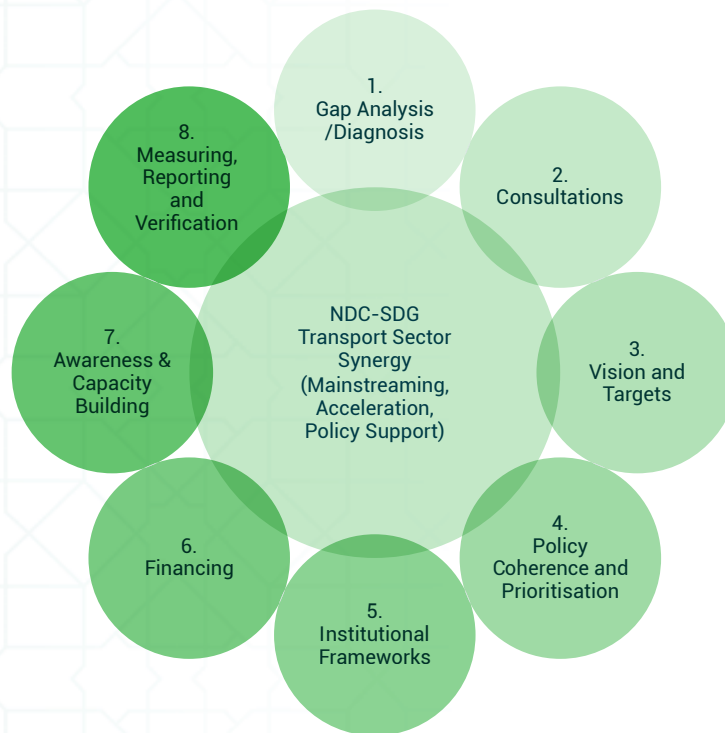 1.
Gap Analysis
/Diagnosis
2.
Consultations
3.
Vision and
Targets
4.
Policy
Coherence and
Prioritisation
5.
Institutional
Frameworks
6.
Financing
7.
Awareness &
Capacity
Building
8.
Measuring,
Reporting
and
Verification
NDC-SDG
Transport Sector
Synergy
(Mainstreaming,
Acceleration,
Policy Support)